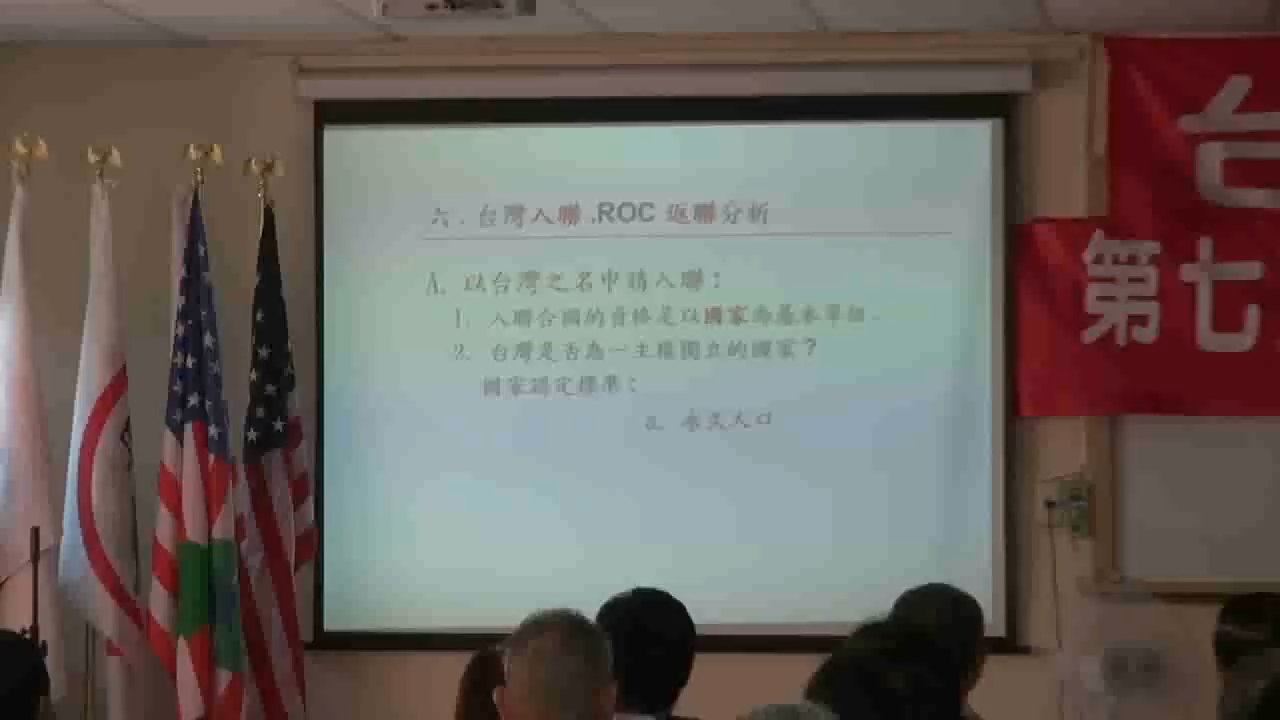 六 . 台灣入聯 .ROC 返聯分析
A. 以台灣之名申請入聯：
1. 入聯合國的資格是以國家為基本單位.
2. 台灣是否為一主權獨立的國家？
國家認定標準：
a. 永久人口
台
第七